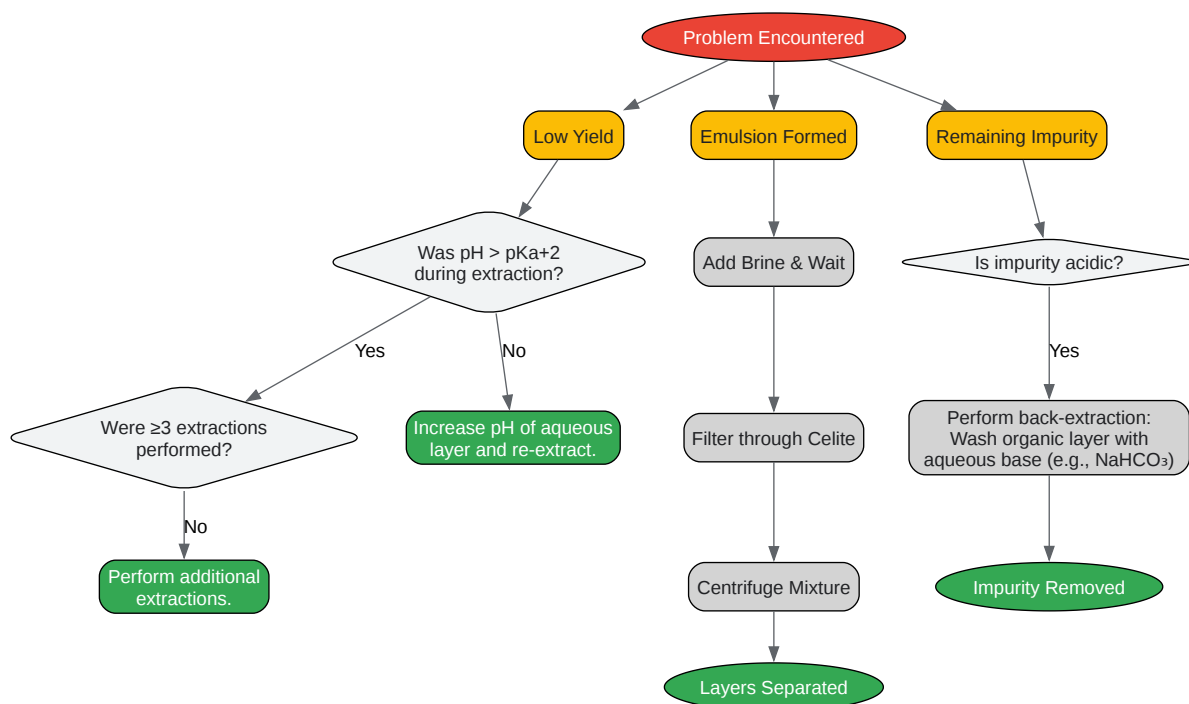 Problem Encountered
Low Yield
Emulsion Formed
Remaining Impurity
Was pH > pKa+2
during extraction?
Add Brine & Wait
Is impurity acidic?
Yes
No
Yes
Were ≥3 extractions
performed?
Increase pH of aqueous
layer and re-extract.
Filter through Celite
Perform back-extraction:
Wash organic layer with
aqueous base (e.g., NaHCO₃)
No
Perform additional
extractions.
Centrifuge Mixture
Impurity Removed
Layers Separated